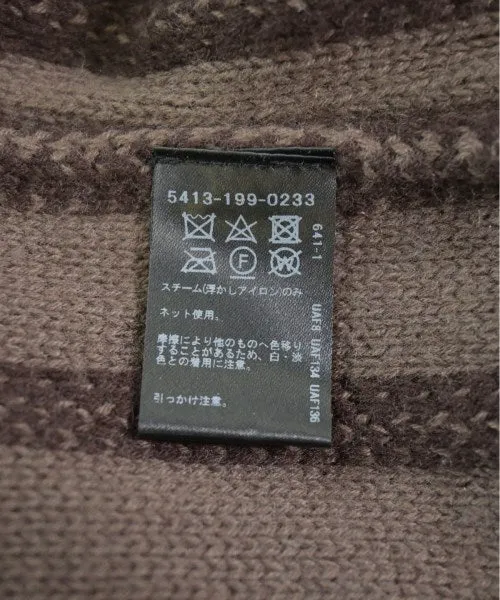 5413-199-0233
F
W
スチーム(浮かしアイロン)のみ
ネット使用。
摩擦により他のものへ色移り
することがあるため、白・淡
色との着用に注意。
引っかけ注意。
641-1
UAF8 UAF134 UAF136